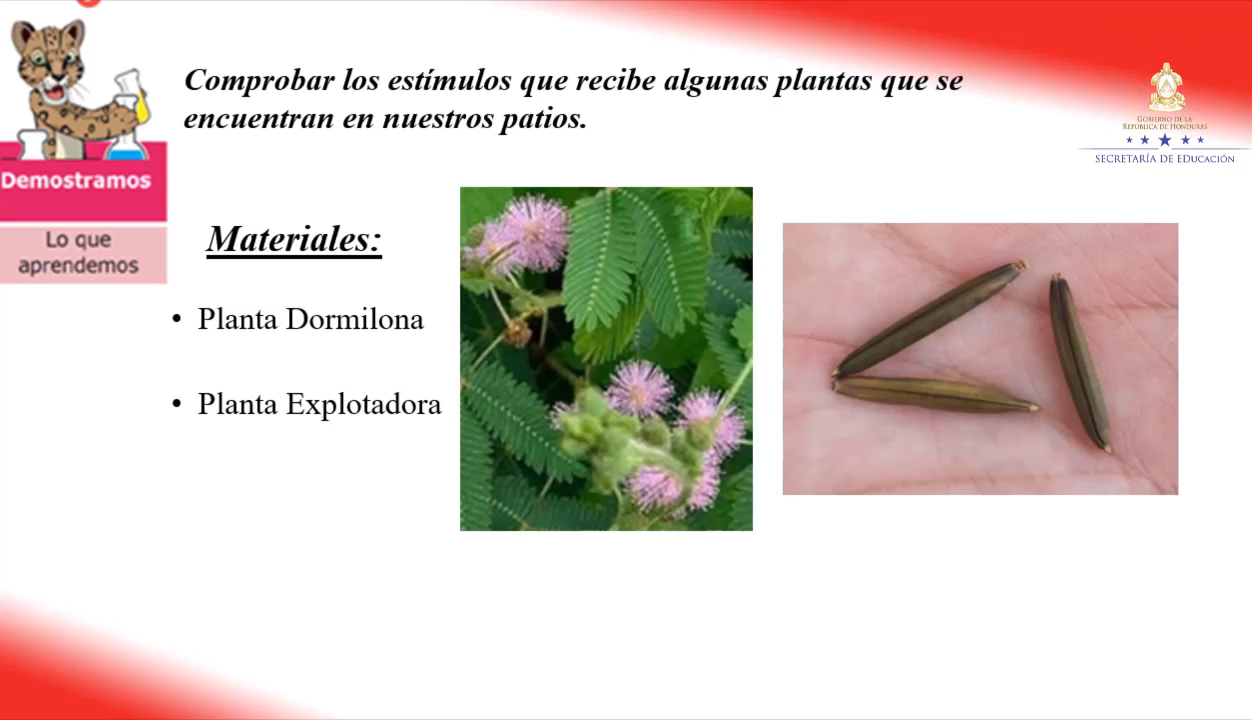 Comprobar los estímulos que recibe algunas plantas que se
encuentran en nuestros patios.
GOBIERNO DE LA
REPÚBLICA DE HONDURAS
SECRETARÍA DE EDUCACIÓN
Demostramos
Lo que
aprendemos
Materiales:
• Planta Dormilona
• Planta Explotadora